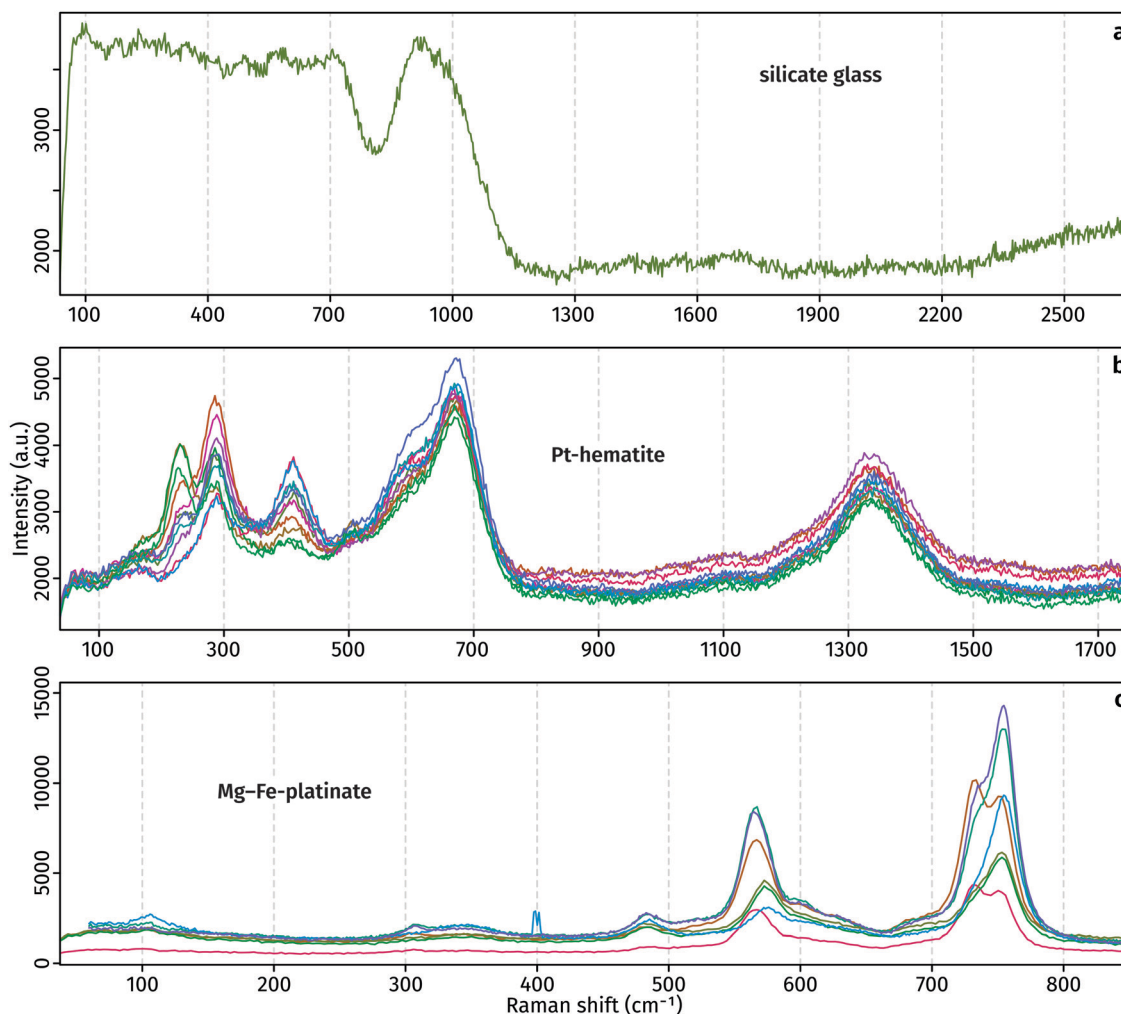 a
silicate glass
3000
2000
100 400 700 1000 1300 1600 1900 2200 2500
b
Pt-hematite
Intensity (a.u.)
5000
4000
3000
2000
100 300 500 700 900 1100 1300 1500 1700
Mg–Fe-platinate
15000
10000
5000
0
100 200 300 400 500 600 700 800
Raman shift (cm⁻¹)